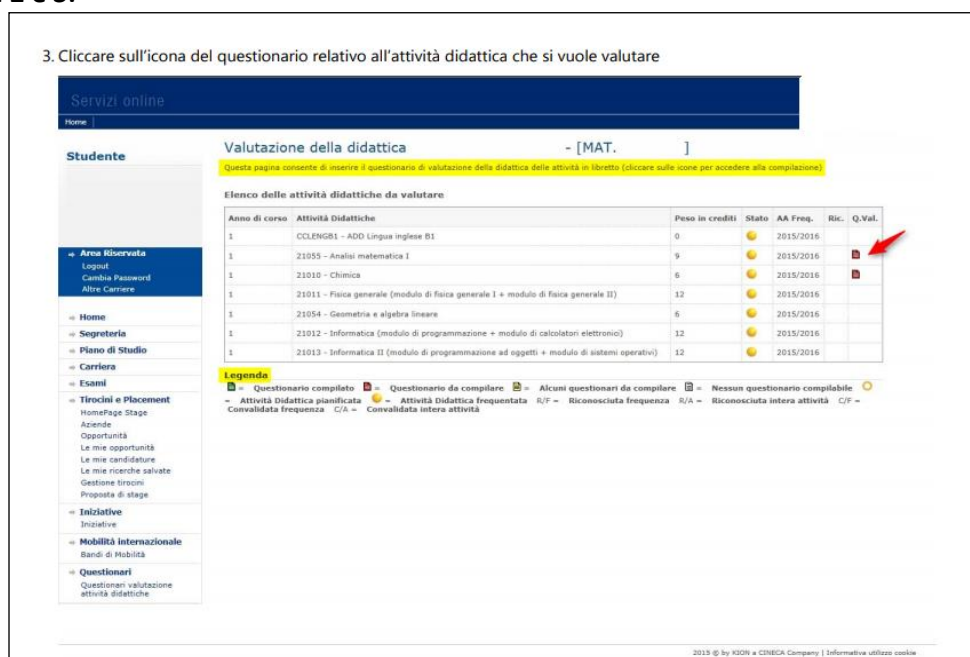 3. Cliccare sull'icona del questionario relativo all'attività didattica che si vuole valutare
Servizi online
Home
Studente
Area Riservata
Logout
Cambia Password
Altre Carriere
Home
Segreteria
Piano di Studio
Carriera
Esami
Tirocini e Placement
HomePage Stage
Aziende
Opportunità
Le mie opportunità
Le mie candidature
Le mie ricerche salvate
Gestione tirocini
Proposta di stage
Iniziative
Iniziative
Mobilità internazionale
Bandi di Mobilità
Questionari
Questionari valutazione
attività didattiche
Valutazione della didattica - [MAT. ]
Questa pagina consente di inserire il questionario di valutazione della didattica delle attività in libretto (cliccare sulle icone per accedere alla compilazione)
Elenco delle attività didattiche da valutare
Anno di corso Attività Didattiche Peso in crediti Stato AA Freq. Ric. Q.Val.
1 CCLENGB1 - ADD Lingua inglese B1 0 2015/2016
1 21055 - Analisi matematica I 9 2015/2016
1 21010 - Chimica 6 2015/2016
1 21011 - Fisica generale (modulo di fisica generale I + modulo di fisica generale II) 12 2015/2016
1 21054 - Geometria e algebra lineare 6 2015/2016
1 21012 - Informatica (modulo di programmazione + modulo di calcolatori elettronici) 12 2015/2016
1 21013 - Informatica II (modulo di programmazione ad oggetti + modulo di sistemi operativi) 12 2015/2016
Legenda
= Questionario compilato = Questionario da compilare = Alcuni questionari da compilare = Nessun questionario compilabile
= Attività Didattica pianificata = Attività Didattica frequentata R/F = Riconosciuta frequenza R/A = Riconosciuta intera attività C/F =
Convalidata frequenza C/A = Convalidata intera attività
2015 © by KION a CINECA Company | Informativa utilizzo cookie